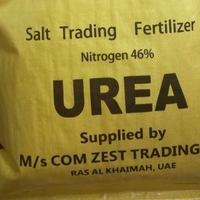 Salt Trading Fertilizer
Nitrogen 46%
UREA
Supplied by
M/s COM ZEST TRADING
RAS AL KHAIMAH, UAE